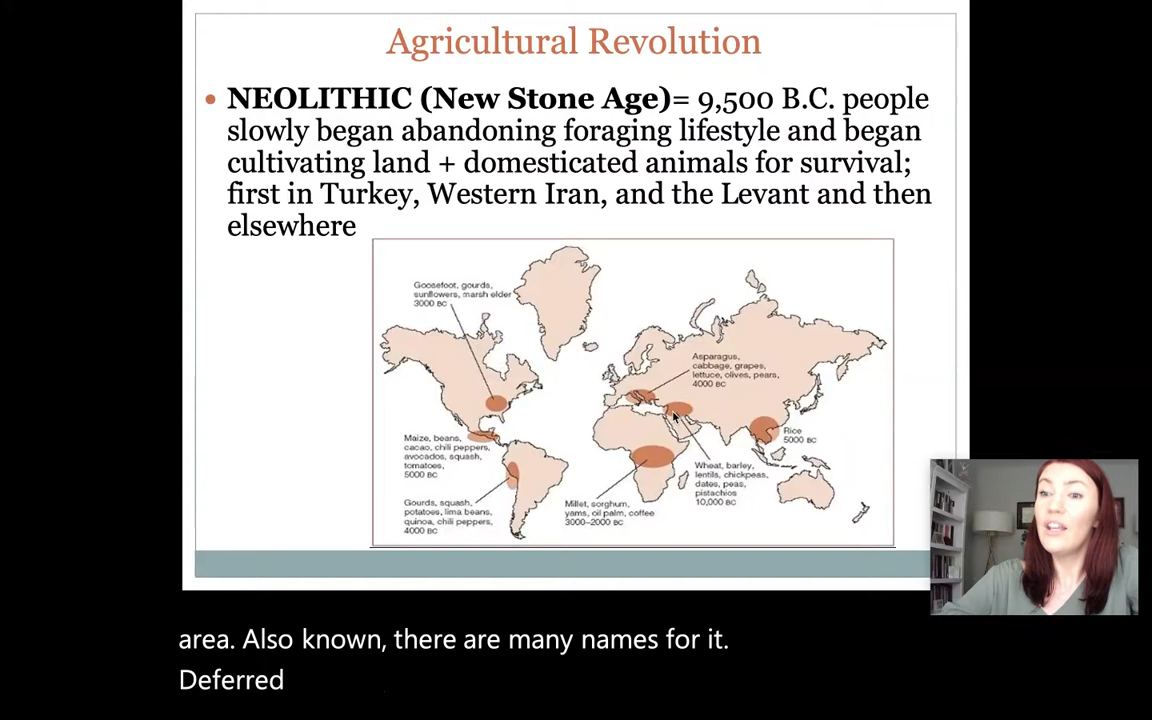 Agricultural Revolution
NEOLITHIC (New Stone Age)= 9,500 B.C. people
slowly began abandoning foraging lifestyle and began
cultivating land + domesticated animals for survival;
first in Turkey, Western Iran, and the Levant and then
elsewhere
Goosefoot, gourds,
sunflowers, marsh elder
3000 BC
Asparagus,
cabbage, grapes,
lettuce, olives, pears,
4000 BC
Rice
5000 BC
Maize, beans,
cacao, chili peppers,
avocados, squash,
tomatoes,
5000 BC
Wheat, barley,
lentils, chickpeas,
dates, peas,
pistachios
10,000 BC
Gourds, squash,
potatoes, lima beans,
quinoa, chili peppers,
4000 BC
Millet, sorghum,
yams, oil palm, coffee
3000–2000 BC
area. Also known, there are many names for it.
Deferred